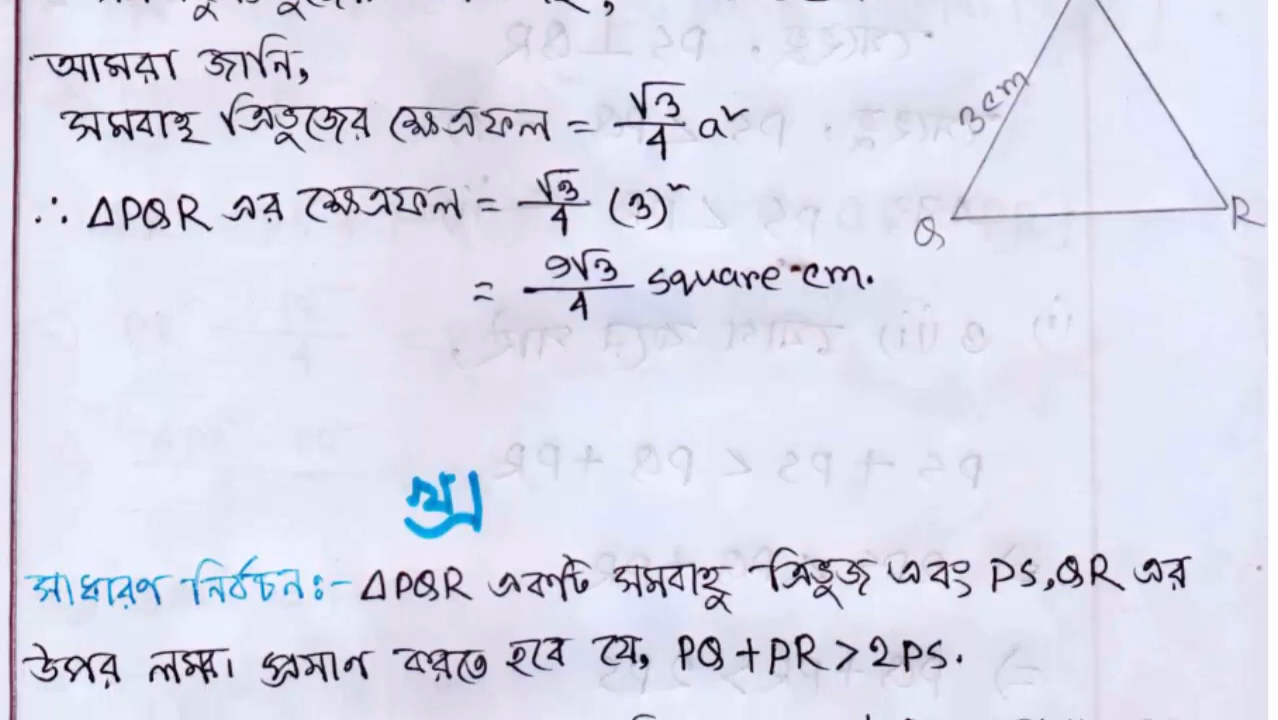 আমরা জানি,
সমবাহু ত্রিভুজের ক্ষেত্রফল = √3/4 a²
3cm
∴ ΔPQR এর ক্ষেত্রফল = √3/4 (3)²
Q R
= 9√3/4 square cm.
খ
সাধারণ নির্বচনঃ- ΔPQR একটি সমবাহু ত্রিভুজ এবং PS, QR এর
উপর লম্ব। প্রমাণ করতে হবে যে, PQ + PR > 2PS.